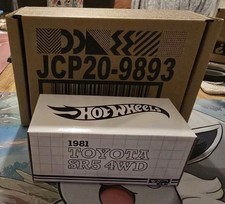 JCP20-9893
HOT WHEELS
1981
TOYOTA
SR5 4WD